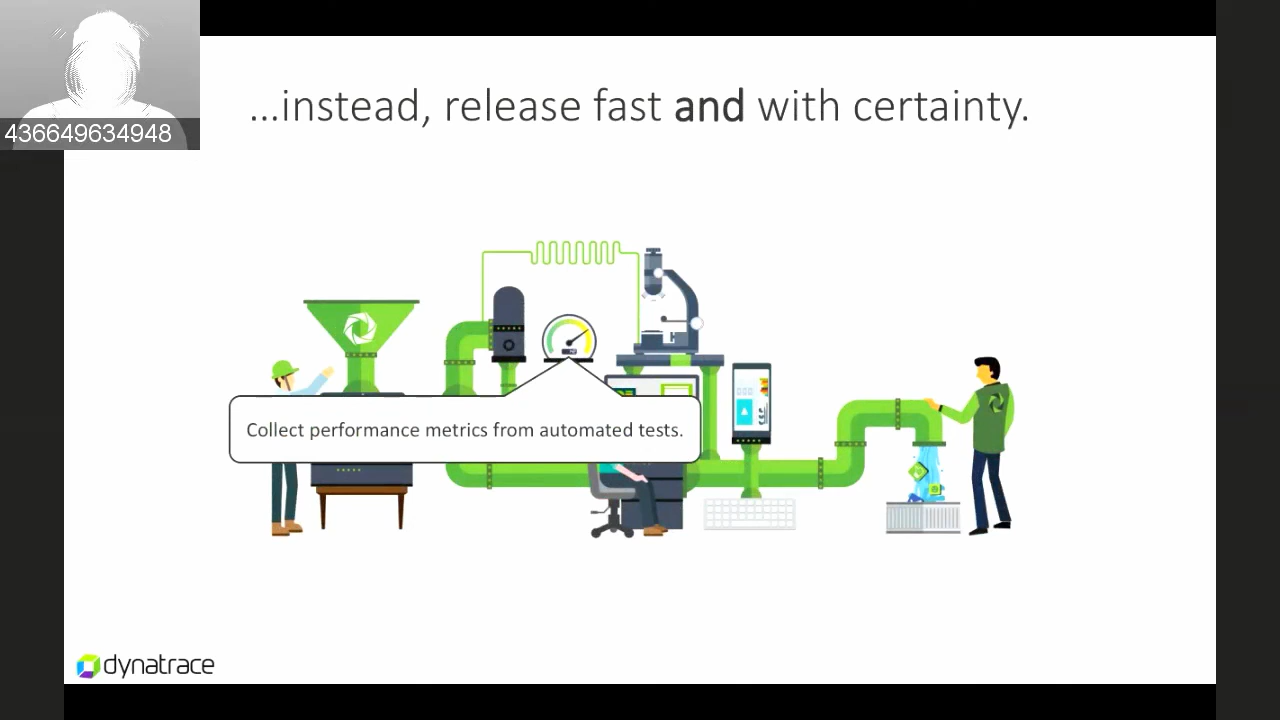 436649634948
...instead, release fast and with certainty.
Collect performance metrics from automated tests.
dynatrace